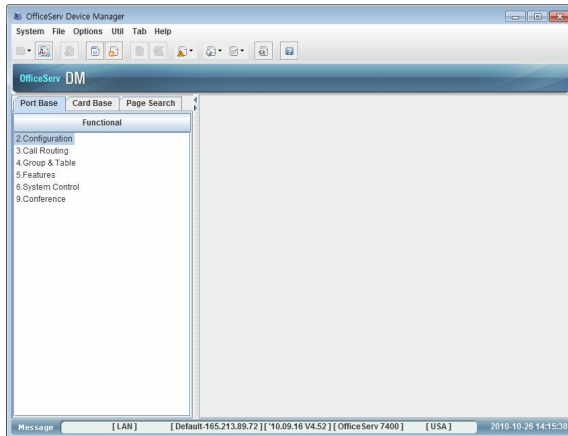 OfficeServ Device Manager
System File Options Util Tab Help
OfficeServ DM
Port Base Card Base Page Search
Functional
2.Configuration
3.Call Routing
4.Group & Table
5.Features
6.System Control
9.Conference
Message [ LAN ] [ Default-165.213.89.72 ] [ '10.09.16 V4.52 ] [ OfficeServ 7400 ] [ USA ] 2010-10-26 14:15:38